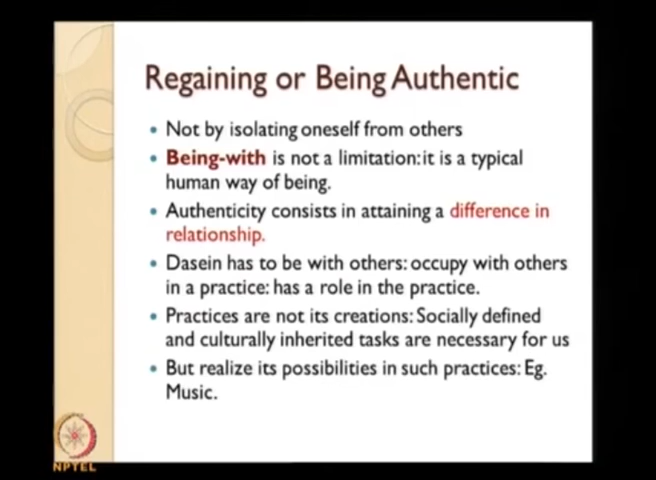 Regaining or Being Authentic
• Not by isolating oneself from others
• Being-with is not a limitation: it is a typical
human way of being.
• Authenticity consists in attaining a difference in
relationship.
• Dasein has to be with others: occupy with others
in a practice: has a role in the practice.
• Practices are not its creations: Socially defined
and culturally inherited tasks are necessary for us
• But realize its possibilities in such practices: Eg.
Music.
NPTEL